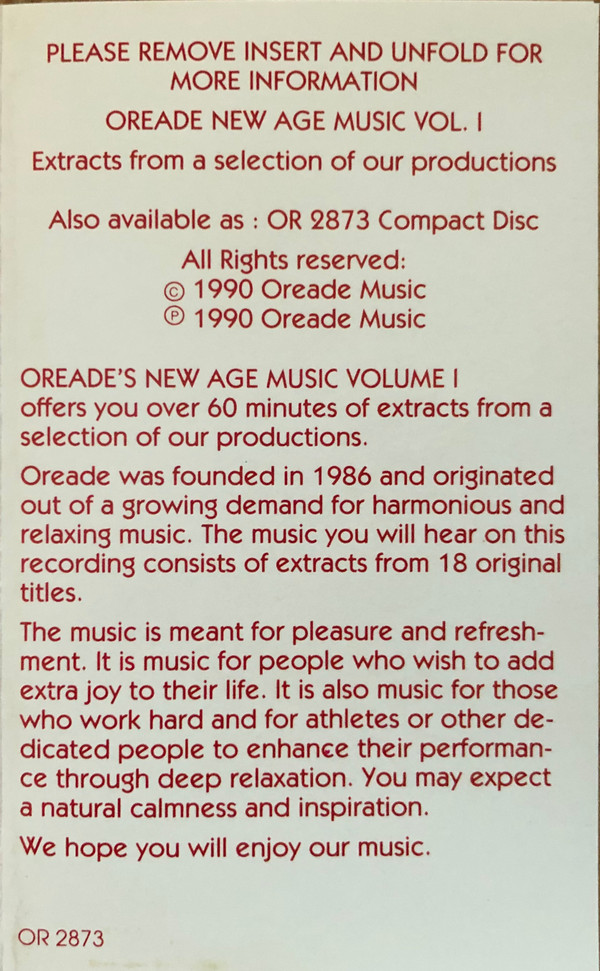 PLEASE REMOVE INSERT AND UNFOLD FOR
MORE INFORMATION
OREADE NEW AGE MUSIC VOL. I
Extracts from a selection of our productions
Also available as : OR 2873 Compact Disc
All Rights reserved:
© 1990 Oreade Music
℗ 1990 Oreade Music
OREADE'S NEW AGE MUSIC VOLUME I
offers you over 60 minutes of extracts from a
selection of our productions.
Oreade was founded in 1986 and originated
out of a growing demand for harmonious and
relaxing music. The music you will hear on this
recording consists of extracts from 18 original
titles.
The music is meant for pleasure and refresh-
ment. It is music for people who wish to add
extra joy to their life. It is also music for those
who work hard and for athletes or other de-
dicated people to enhance their performan-
ce through deep relaxation. You may expect
a natural calmness and inspiration.
We hope you will enjoy our music.
OR 2873